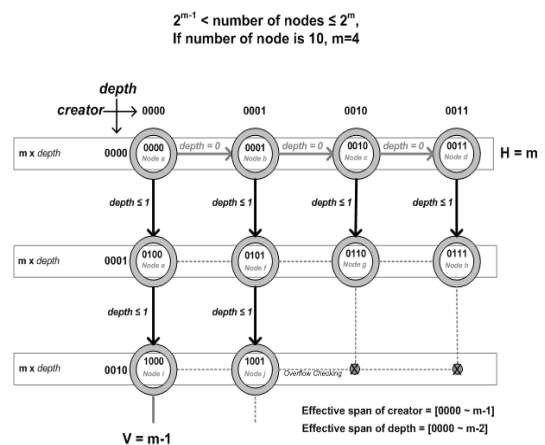 2^{m-1} < number of nodes ≤ 2^{m},
If number of node is 10, m=4
depth
creator
0000 0001 0010 0011
m x depth 0000 0000 Node a depth = 0 0001 Node b depth = 0 0010 Node c depth = 0 0011 Node d H = m
depth ≤ 1 depth ≤ 1 depth ≤ 1 depth ≤ 1
m x depth 0001 0100 Node e 0101 Node f 0110 Node g 0111 Node h
depth ≤ 1 depth ≤ 1
m x depth 0010 1000 Node i 1001 Node j Overflow Checking
Effective span of creator = [0000 ~ m-1]
Effective span of depth = [0000 ~ m-2]
V = m-1